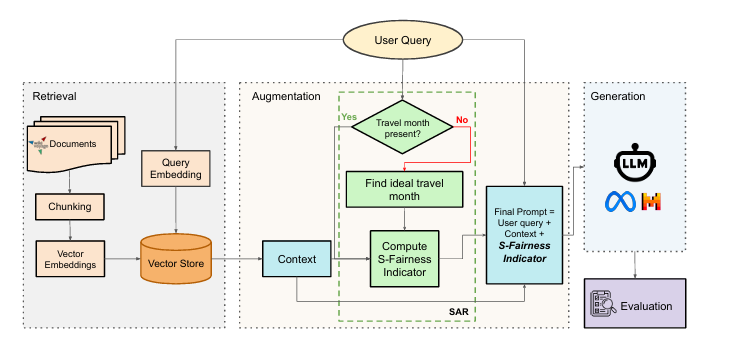 User Query
Retrieval
Documents
Chunking
Vector
Embeddings
Query
Embedding
Vector Store
Augmentation
Yes
No
Travel month
present?
Find ideal travel
month
Context
Compute
S-Fairness
Indicator
SAR
Final Prompt =
User query +
Context +
S-Fairness
Indicator
Generation
LLM
Evaluation